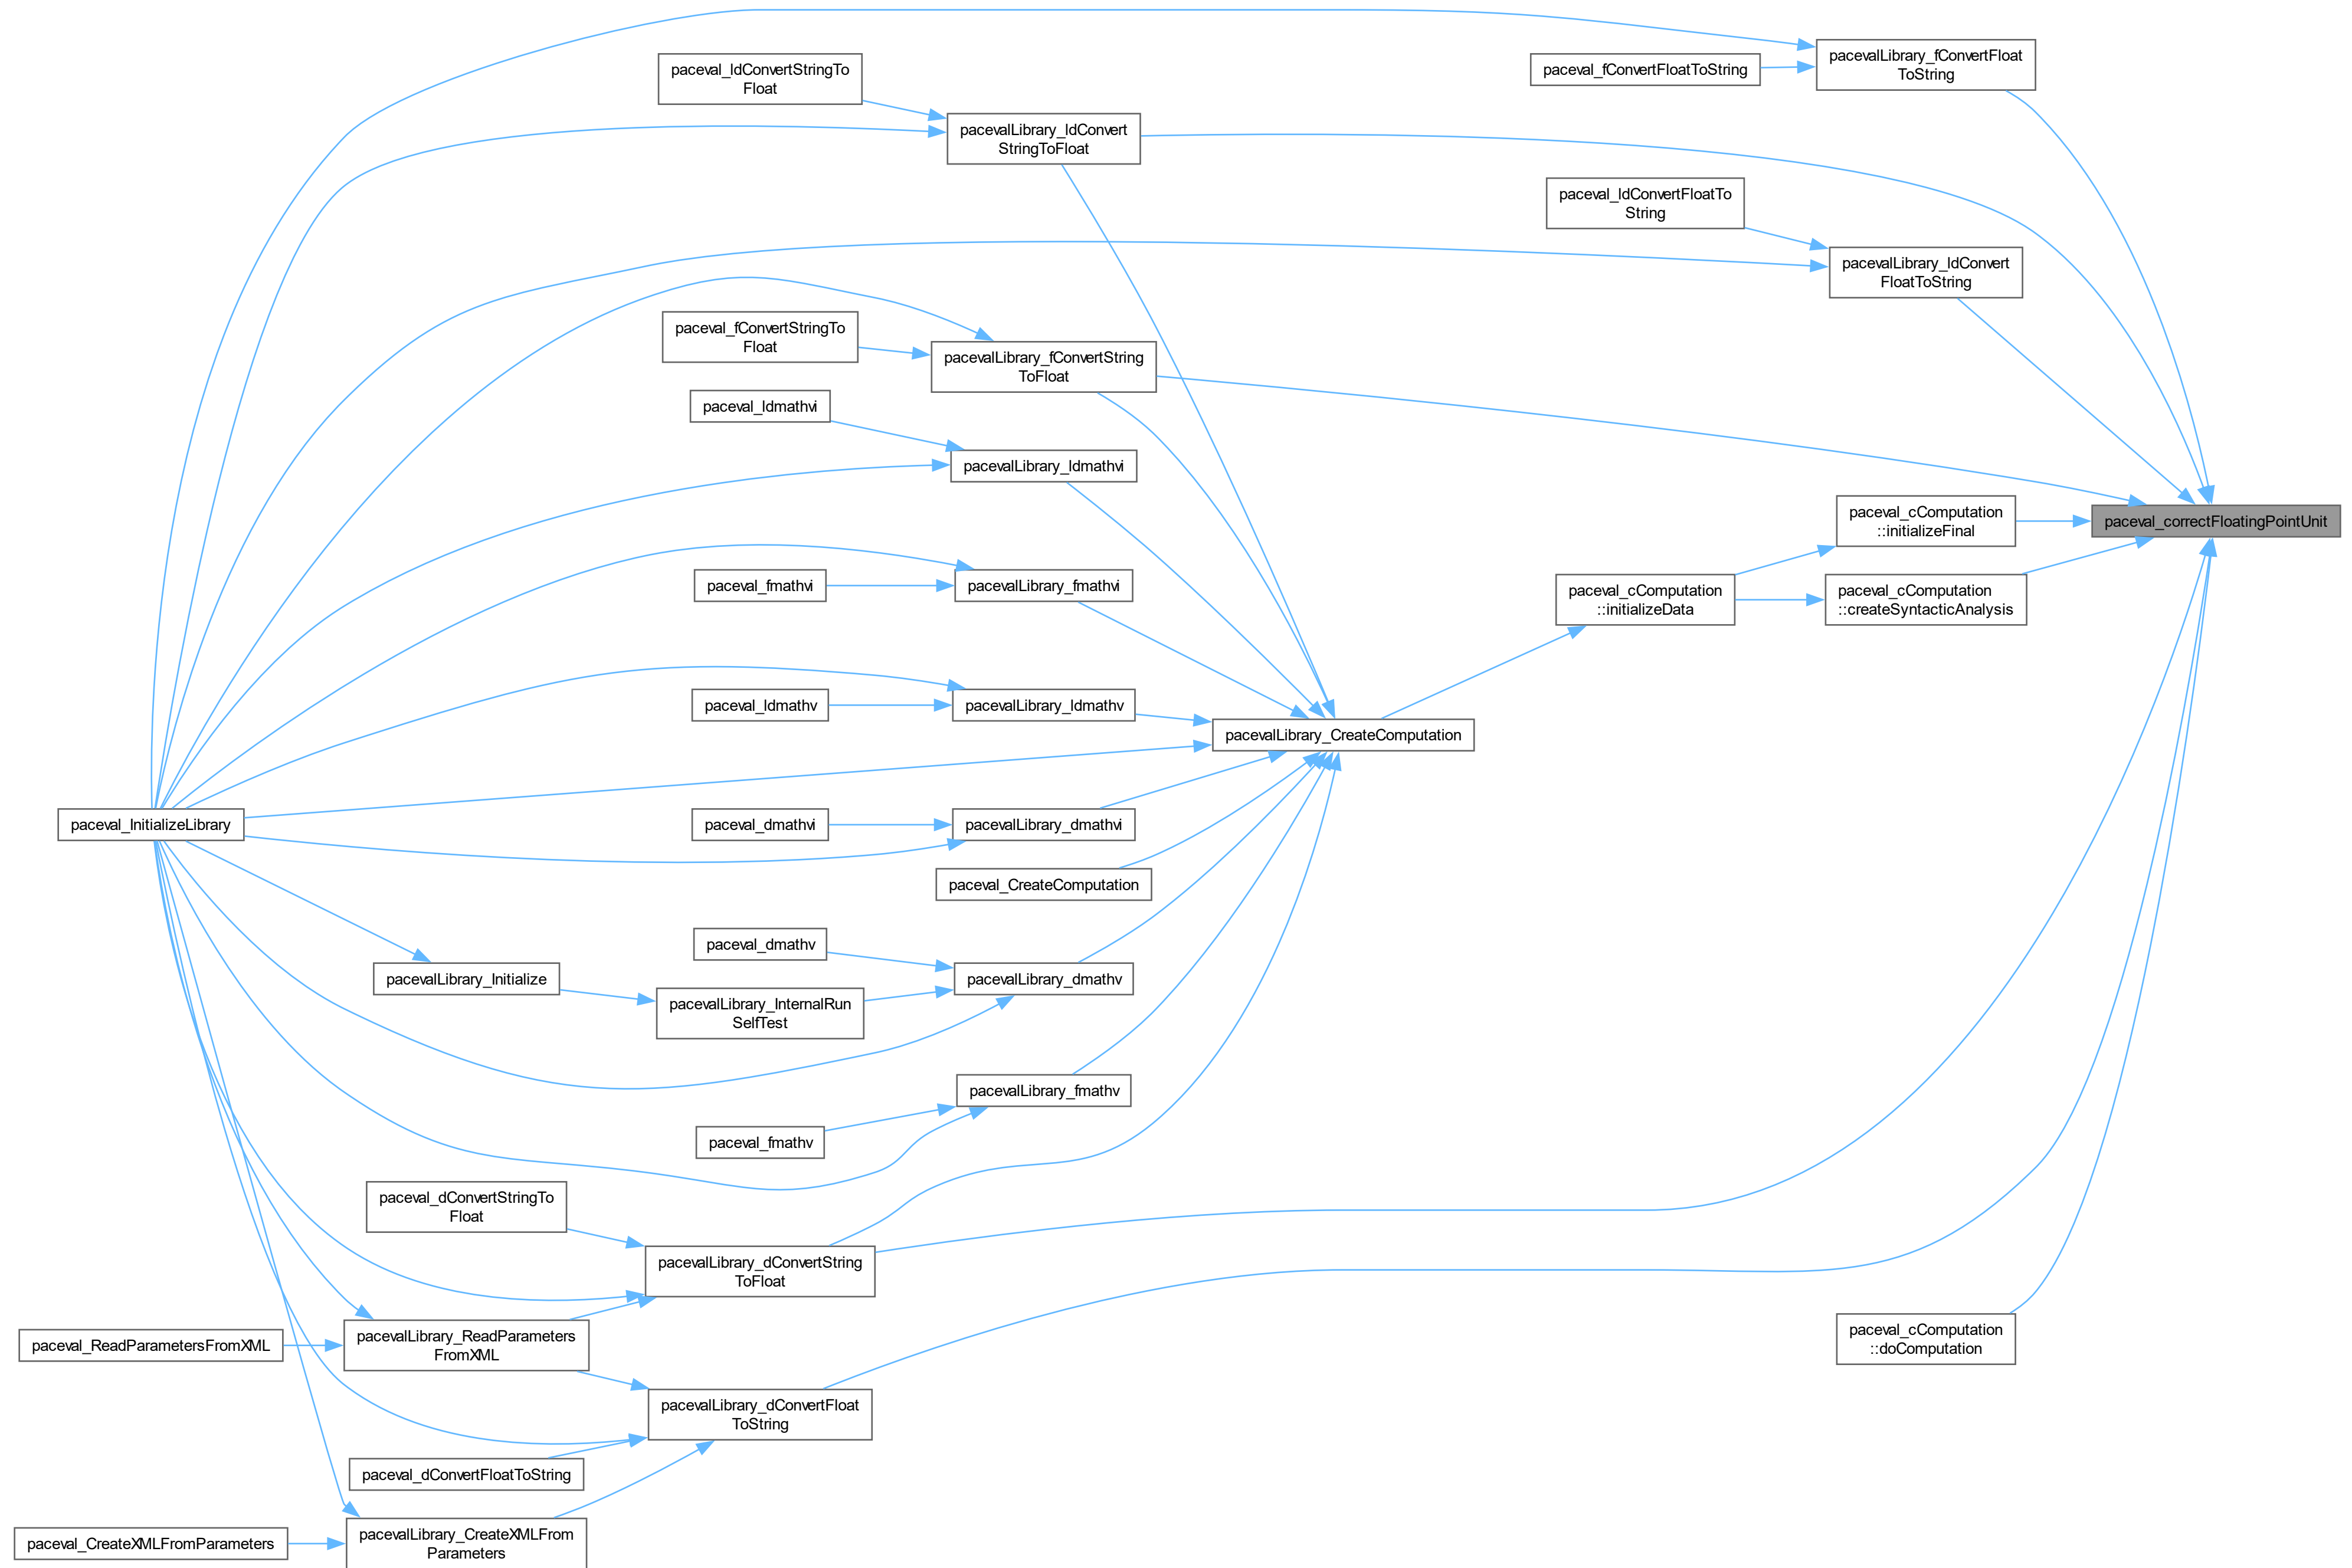 pacevalLibrary_fConvertFloat
ToString
paceval_fConvertFloatToString
paceval_ldConvertStringTo
Float
pacevalLibrary_ldConvert
StringToFloat
paceval_ldConvertFloatTo
String
pacevalLibrary_ldConvert
FloatToString
paceval_fConvertStringTo
Float
pacevalLibrary_fConvertString
ToFloat
paceval_ldmathvi
pacevalLibrary_ldmathvi
paceval_cComputation
::initializeFinal
paceval_correctFloatingPointUnit
paceval_fmathvi
pacevalLibrary_fmathvi
paceval_cComputation
::initializeData
paceval_cComputation
::createSyntacticAnalysis
paceval_ldmathv
pacevalLibrary_ldmathv
pacevalLibrary_CreateComputation
paceval_InitializeLibrary
paceval_dmathvi
pacevalLibrary_dmathvi
paceval_CreateComputation
paceval_dmathv
pacevalLibrary_Initialize
pacevalLibrary_InternalRun
SelfTest
pacevalLibrary_dmathv
pacevalLibrary_fmathv
paceval_fmathv
paceval_dConvertStringTo
Float
pacevalLibrary_dConvertString
ToFloat
paceval_ReadParametersFromXML
pacevalLibrary_ReadParameters
FromXML
paceval_cComputation
::doComputation
pacevalLibrary_dConvertFloat
ToString
paceval_dConvertFloatToString
paceval_CreateXMLFromParameters
pacevalLibrary_CreateXMLFrom
Parameters